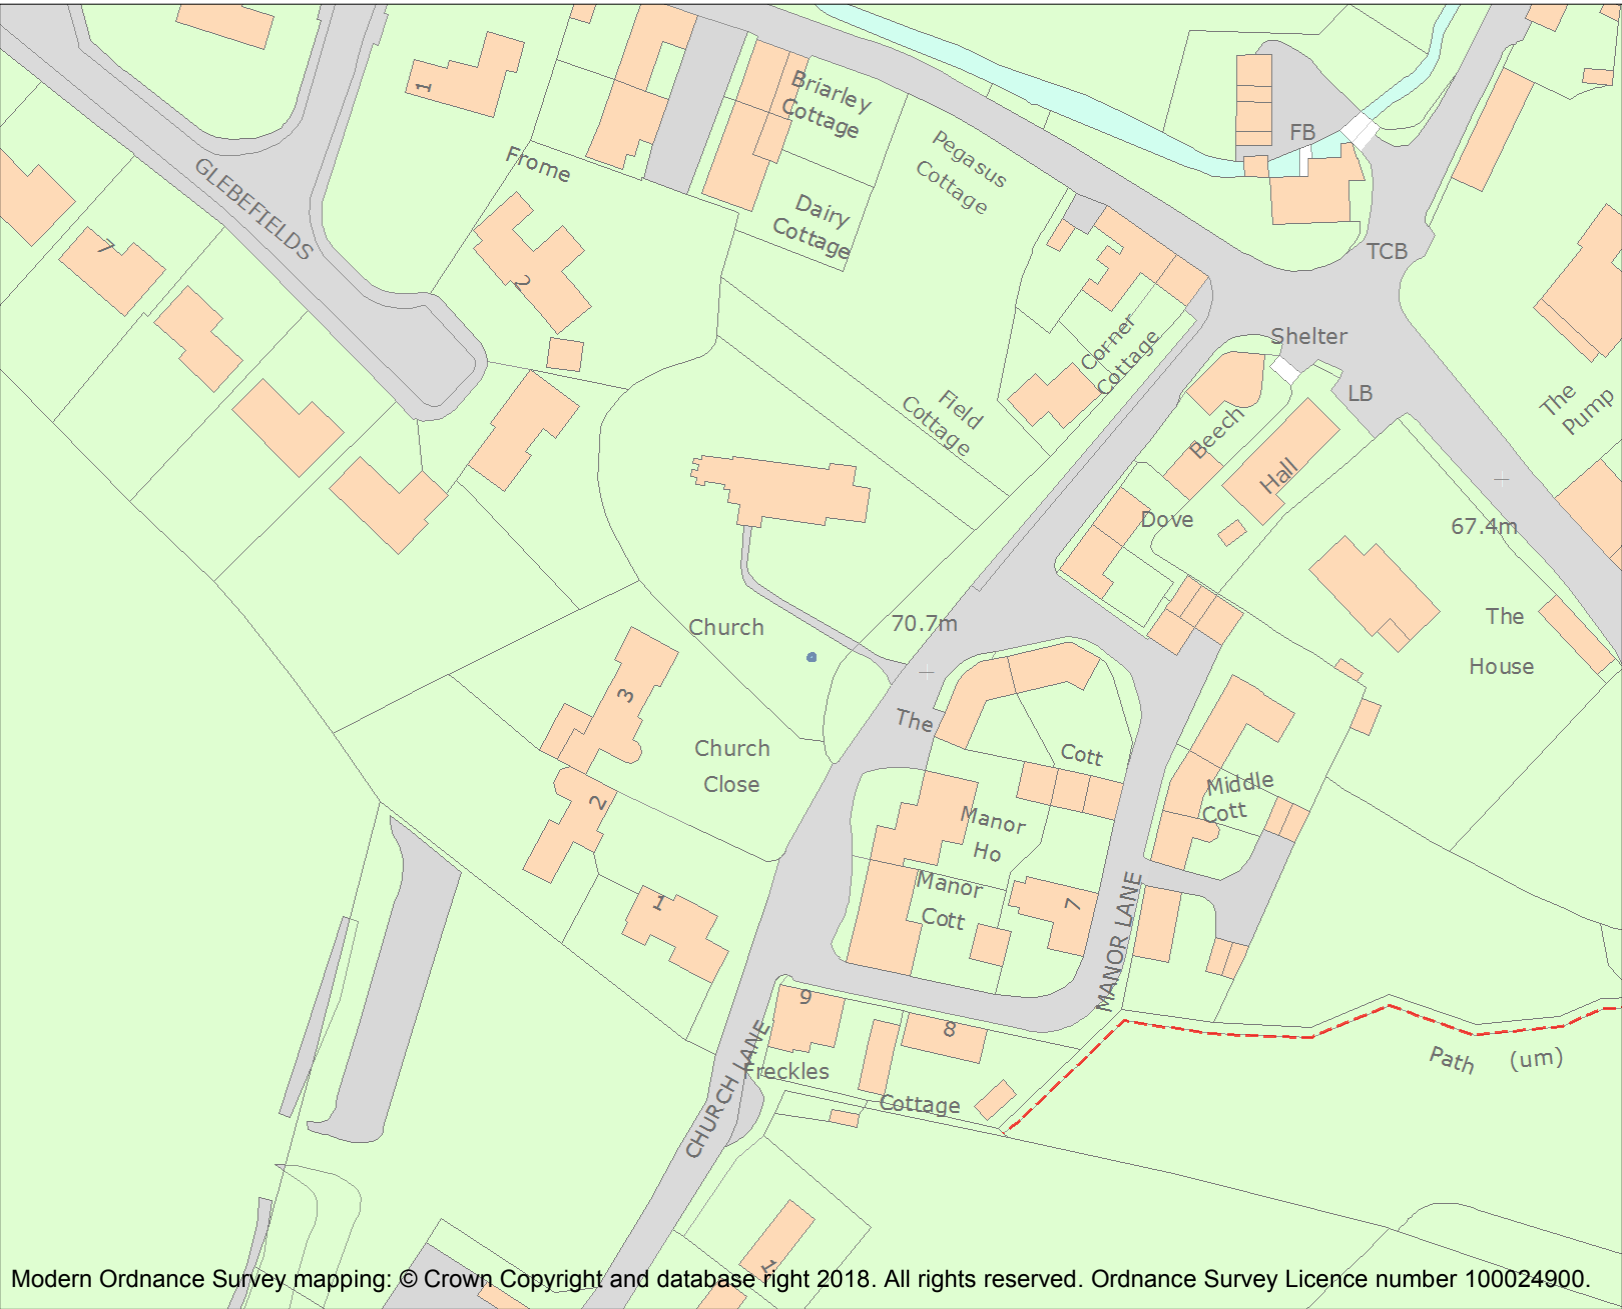 1
Briarley
Cottage
FB
Pegasus
Cottage
Frome
GLEBEFIELDS
Dairy
Cottage
7
TCB
2
Shelter
Corner
Cottage
LB
The
Pump
Field
Cottage
Beech
Hall
Dove
67.4m
Church
70.7m
The
House
3
The
Church
Close
Cott
Middle
Cott
2
Manor
Ho
Manor
Cott
1
7
MANOR LANE
9
8
CHURCH LANE
Freckles
Cottage
Path (um)
1
Modern Ordnance Survey mapping: © Crown Copyright and database right 2018. All rights reserved. Ordnance Survey Licence number 100024900.